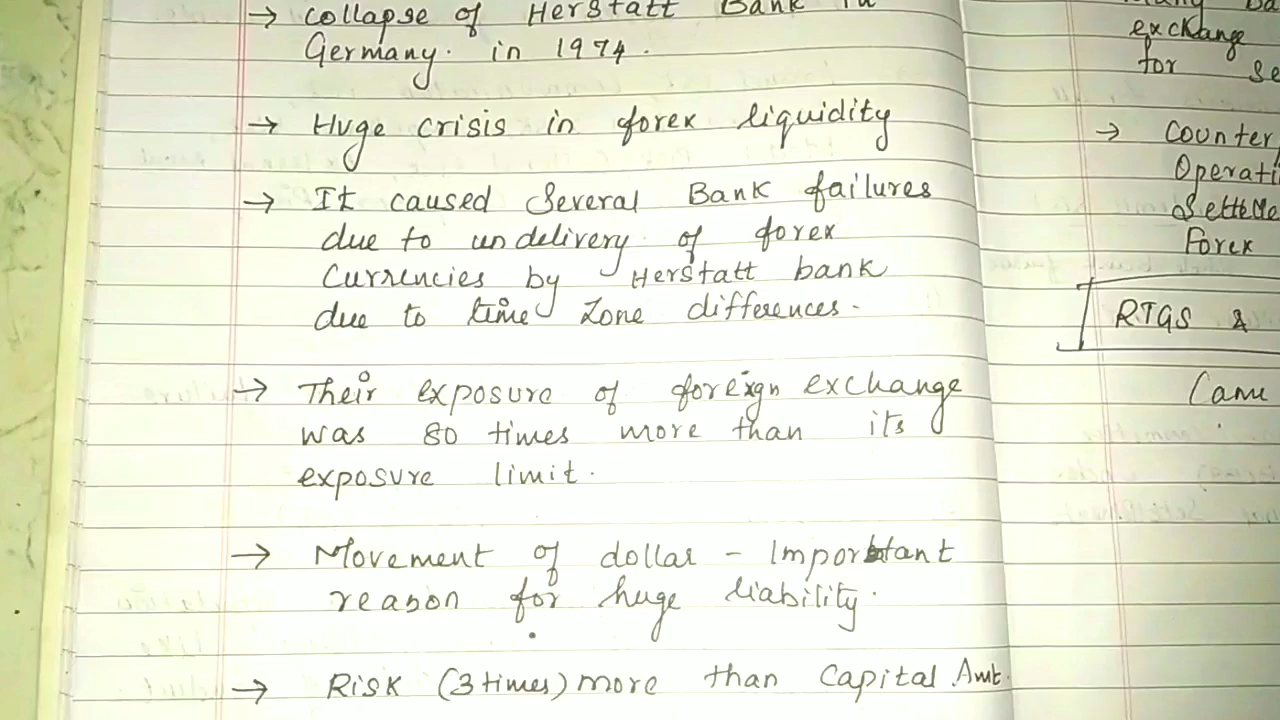 → Collapse of Herstatt Bank in
Germany. in 1974.
→ Huge crisis in forex liquidity
→ It caused Several Bank failures
due to undelivery of forex
Currencies by Herstatt bank
due to time Zone differences.
→ Their exposure of foreign exchange
was 80 times more than its
exposure limit.
→ Movement of dollar - Important
reason for huge liability.
→ Risk (3 times) more than Capital Amt.
exchange
for
→ Counter
Operati
Forex
RTGS &
Came